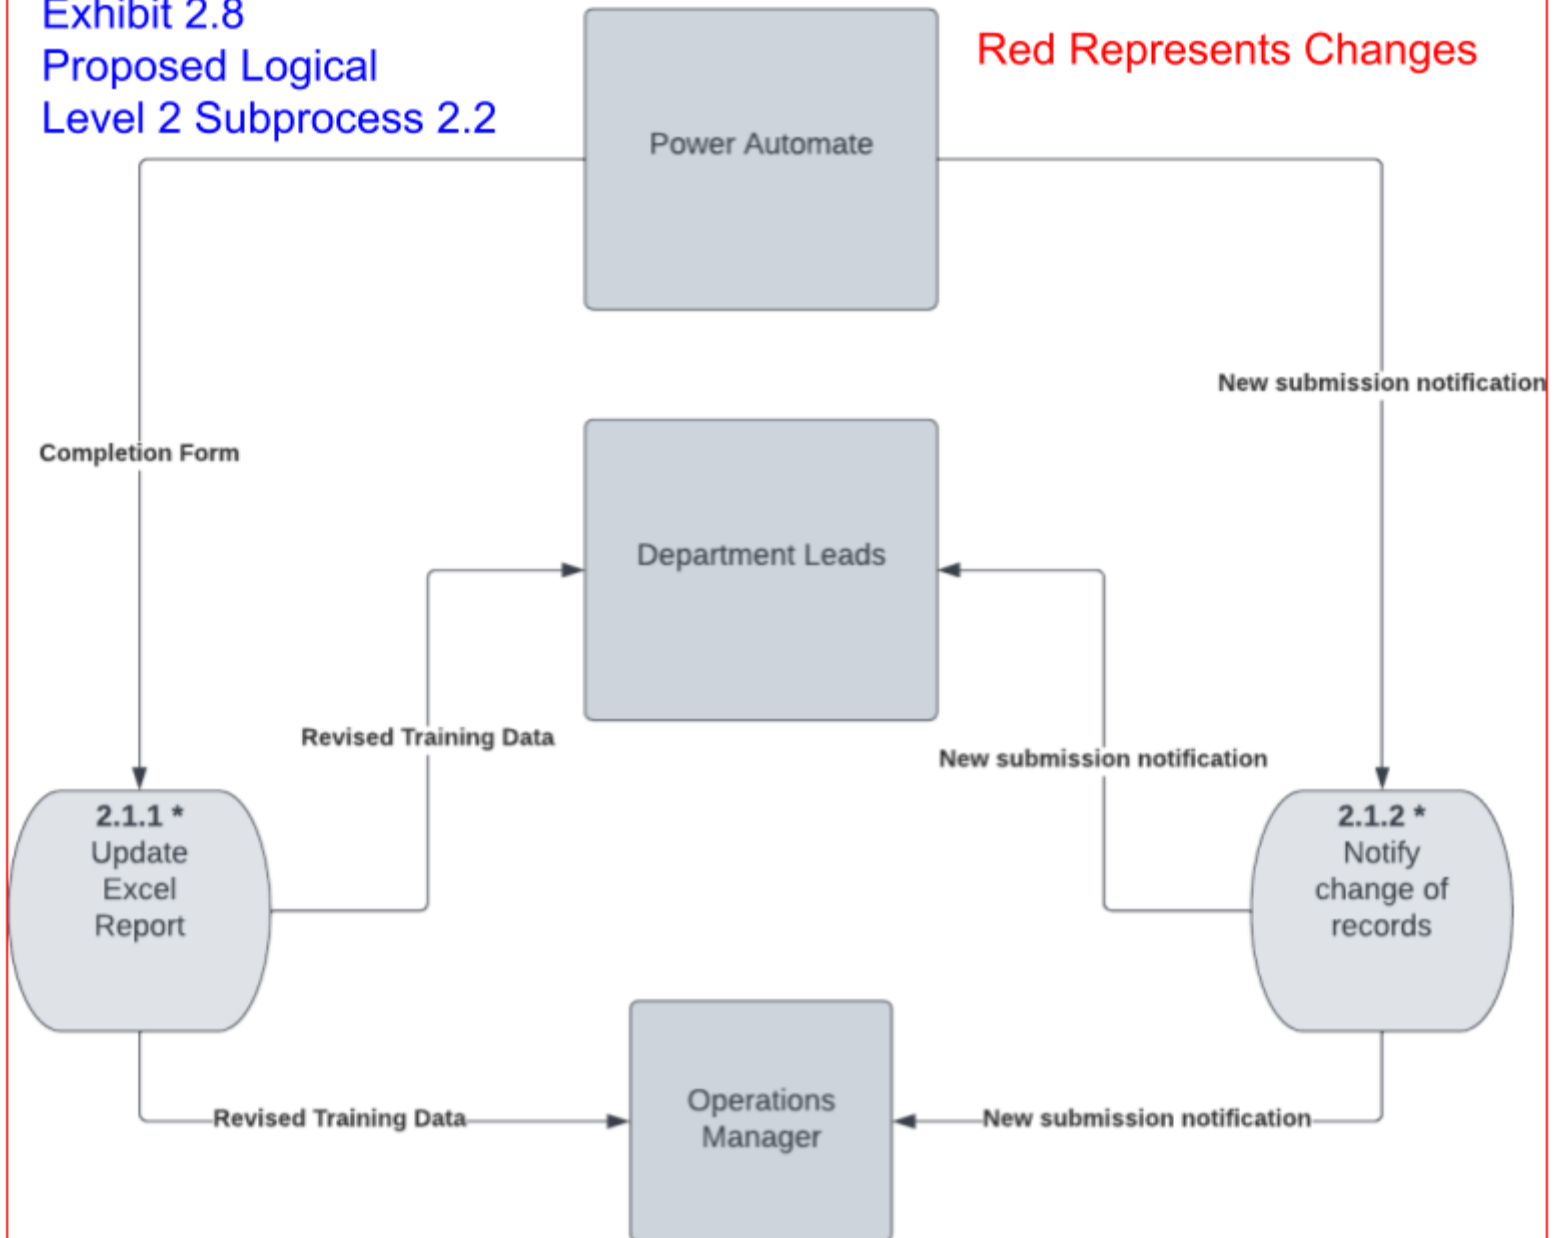 Exhibit 2.8
Proposed Logical
Level 2 Subprocess 2.2
Red Represents Changes
Power Automate
New submission notification
Completion Form
Department Leads
Revised Training Data
New submission notification
2.1.1 *
Update
Excel
Report
2.1.2 *
Notify
change of
records
Operations
Manager
Revised Training Data
New submission notification